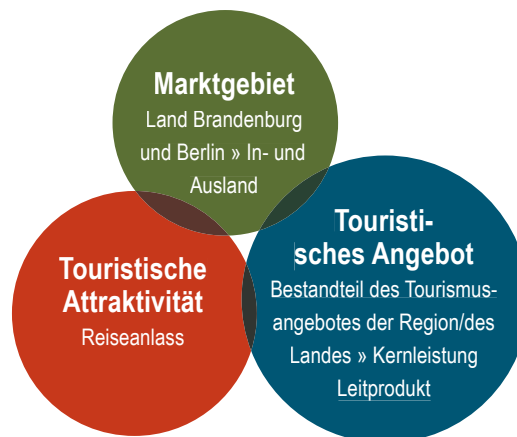 Marktgebiet
Land Brandenburg
und Berlin » In- und
Ausland
Touristische
Attraktivität
Reiseanlass
Touristi-
sches Angebot
Bestandteil des Tourismus-
angebotes der Region/des
Landes » Kernleistung
Leitprodukt